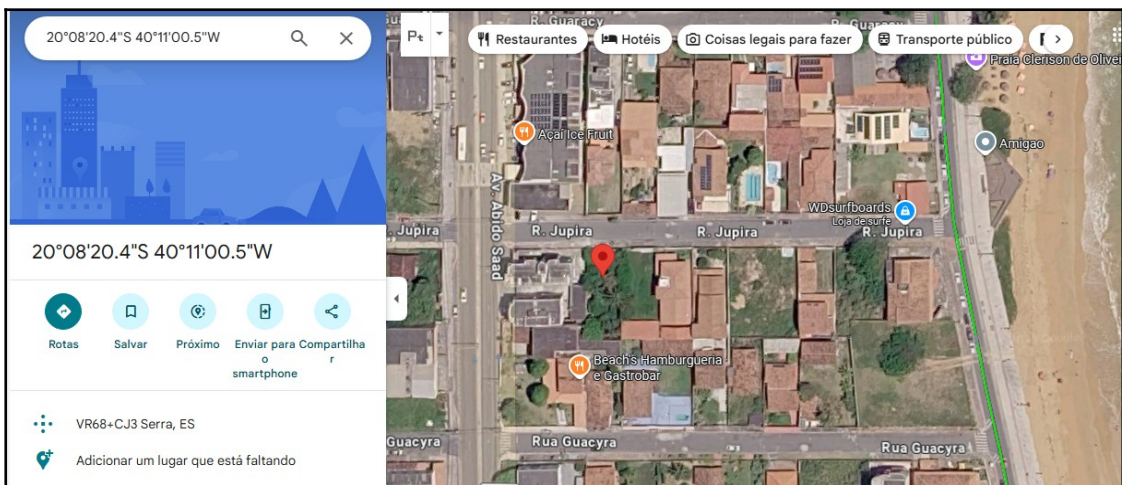 20°08'20.4"S 40°11'00.5"W
20°08'20.4"S 40°11'00.5"W
Rotas
Salvar
Próximo
Enviar para
o
smartphone
Compartilha
r
VR68+CJ3 Serra, ES
Adicionar um lugar que está faltando
R. Guaracy
Restaurantes
Hotéis
Coisas legais para fazer
Transporte público
Praia Clerison de Olivei
Açaí Ice Fruit
Amigao
Av. Abido Saad
WDsurfboards
Loja de surfe
. Jupira
R. Jupira
R. Jupira
R. Jupira
Beach's Hamburgueria
e Gastrobar
Guacyra
Rua Guacyra
Rua Guacyra